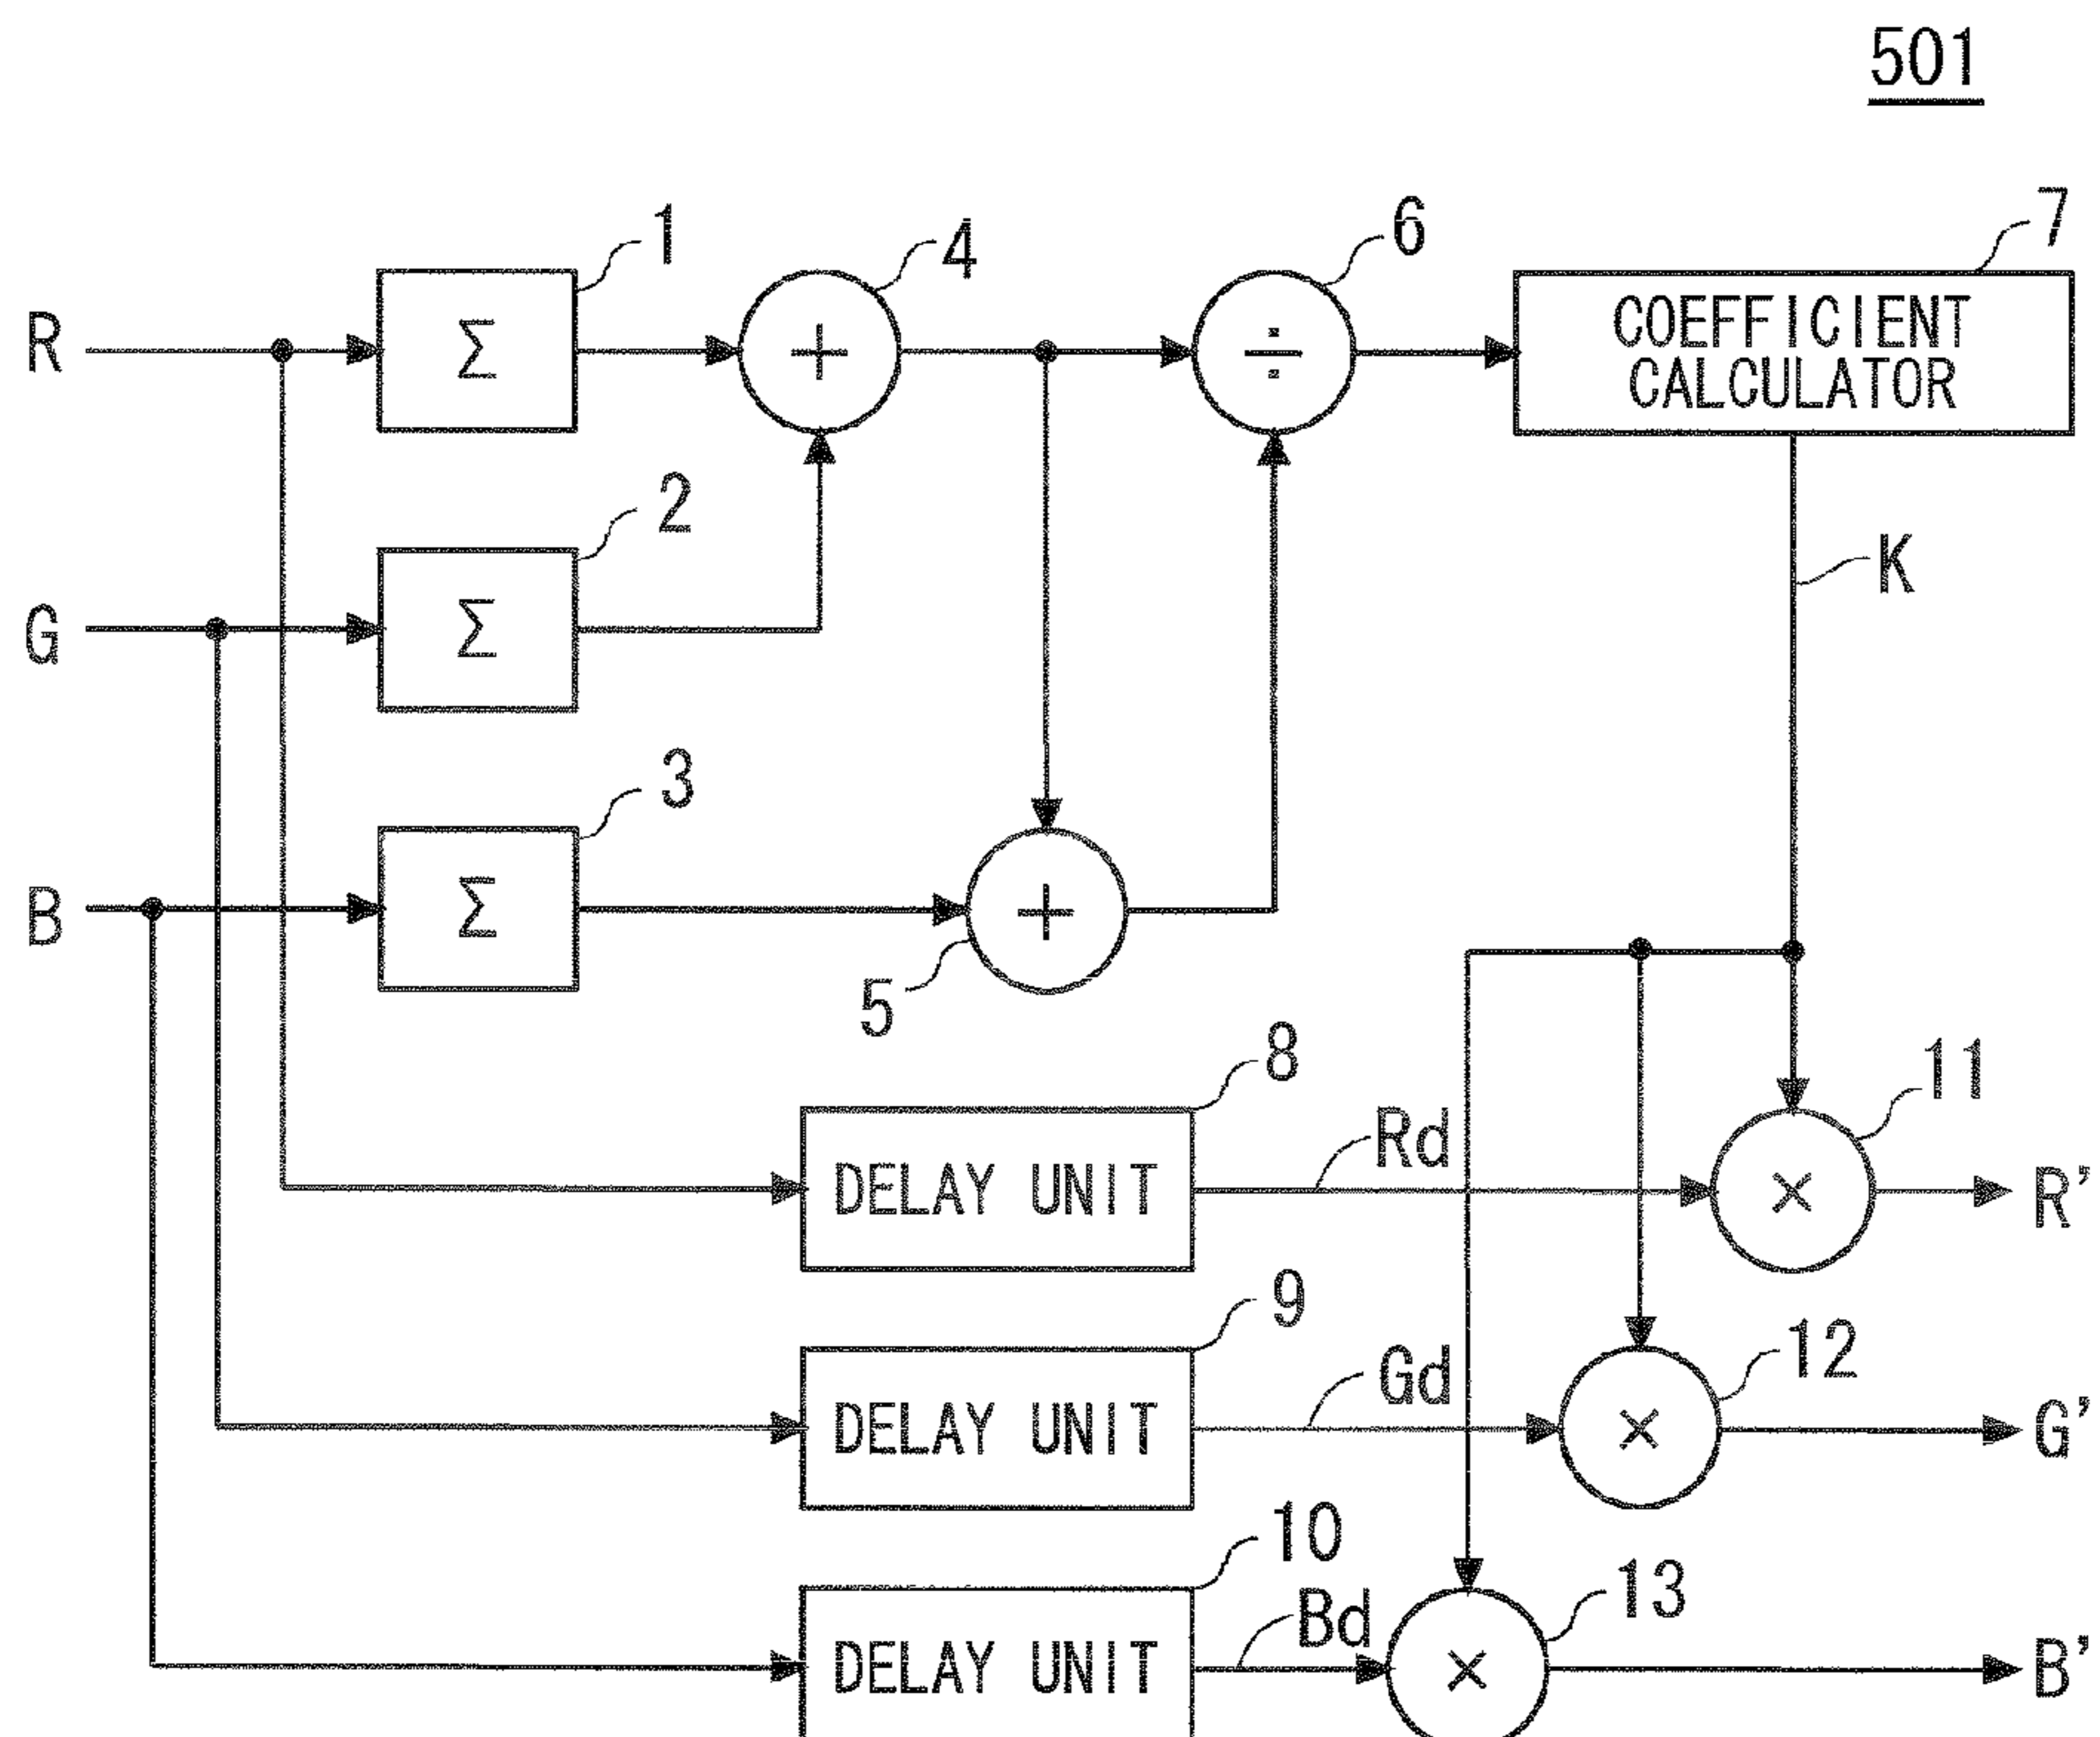 501
1
4
6
7
R
Σ
+
÷
COEFFICIENT
CALCULATOR
2
K
G
Σ
3
B
Σ
+
5
8
11
Rd
DELAY UNIT
×
R'
9
12
Gd
DELAY UNIT
×
G'
10
13
Bd
DELAY UNIT
×
B'